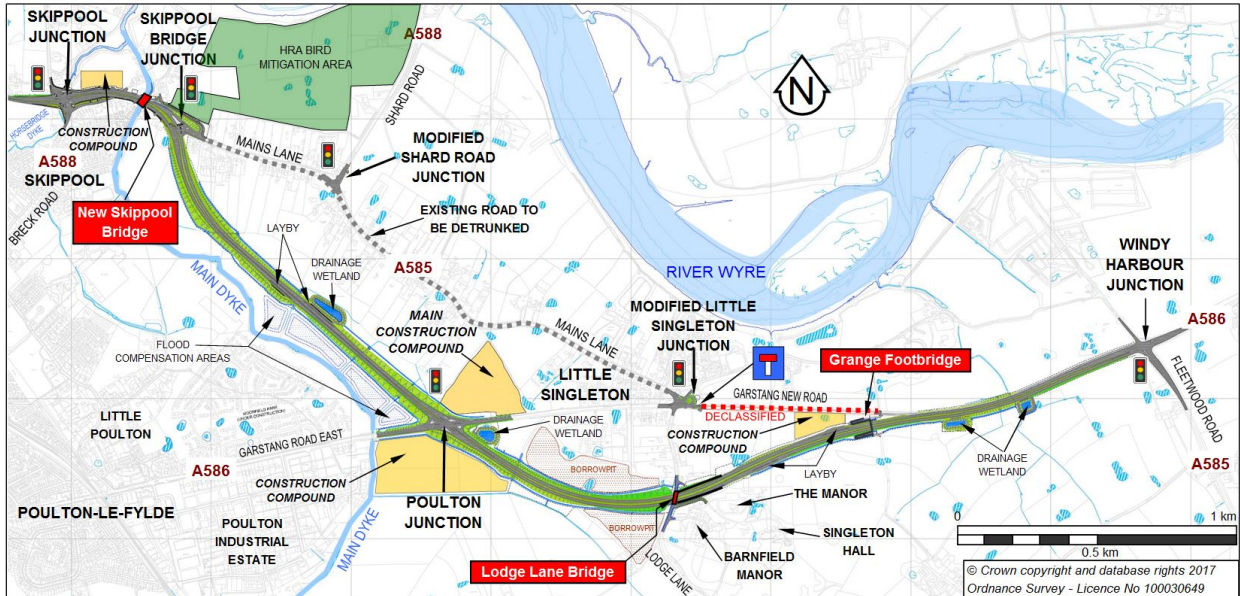 SKIPPOOL
JUNCTION
SKIPPOOL
BRIDGE
JUNCTION
HRA BIRD
MITIGATION AREA
A588
SHARD ROAD
N
HORSEBRIDGE
DYKE
CONSTRUCTION
COMPOUND
A588
SKIPPOOL
BRECK ROAD
New Skippool
Bridge
MAINS LANE
MODIFIED
SHARD ROAD
JUNCTION
EXISTING ROAD TO
BE DETRUNKED
LAYBY
DRAINAGE
WETLAND
A585
MAIN DYKE
MAIN
CONSTRUCTION
COMPOUND
FLOOD
COMPENSATION AREAS
MAINS LANE
RIVER WYRE
MODIFIED LITTLE
SINGLETON
JUNCTION
WINDY
HARBOUR
JUNCTION
A586
Grange Footbridge
LITTLE
SINGLETON
GARSTANG NEW ROAD
DECLASSIFIED
FLEETWOOD ROAD
LITTLE
POULTON
GARSTANG ROAD EAST
DRAINAGE
WETLAND
CONSTRUCTION
COMPOUND
LAYBY
DRAINAGE
WETLAND
A585
A586
CONSTRUCTION
COMPOUND
BORROWPIT
POULTON-LE-FYLDE
POULTON
JUNCTION
THE MANOR
POULTON
INDUSTRIAL
ESTATE
MAIN DYKE
BORROWPIT
SINGLETON
HALL
LODGE LANE
BARNFIELD
MANOR
Lodge Lane Bridge
0
1 km
0.5 km
© Crown copyright and database rights 2017
Ordnance Survey - Licence No 100030649